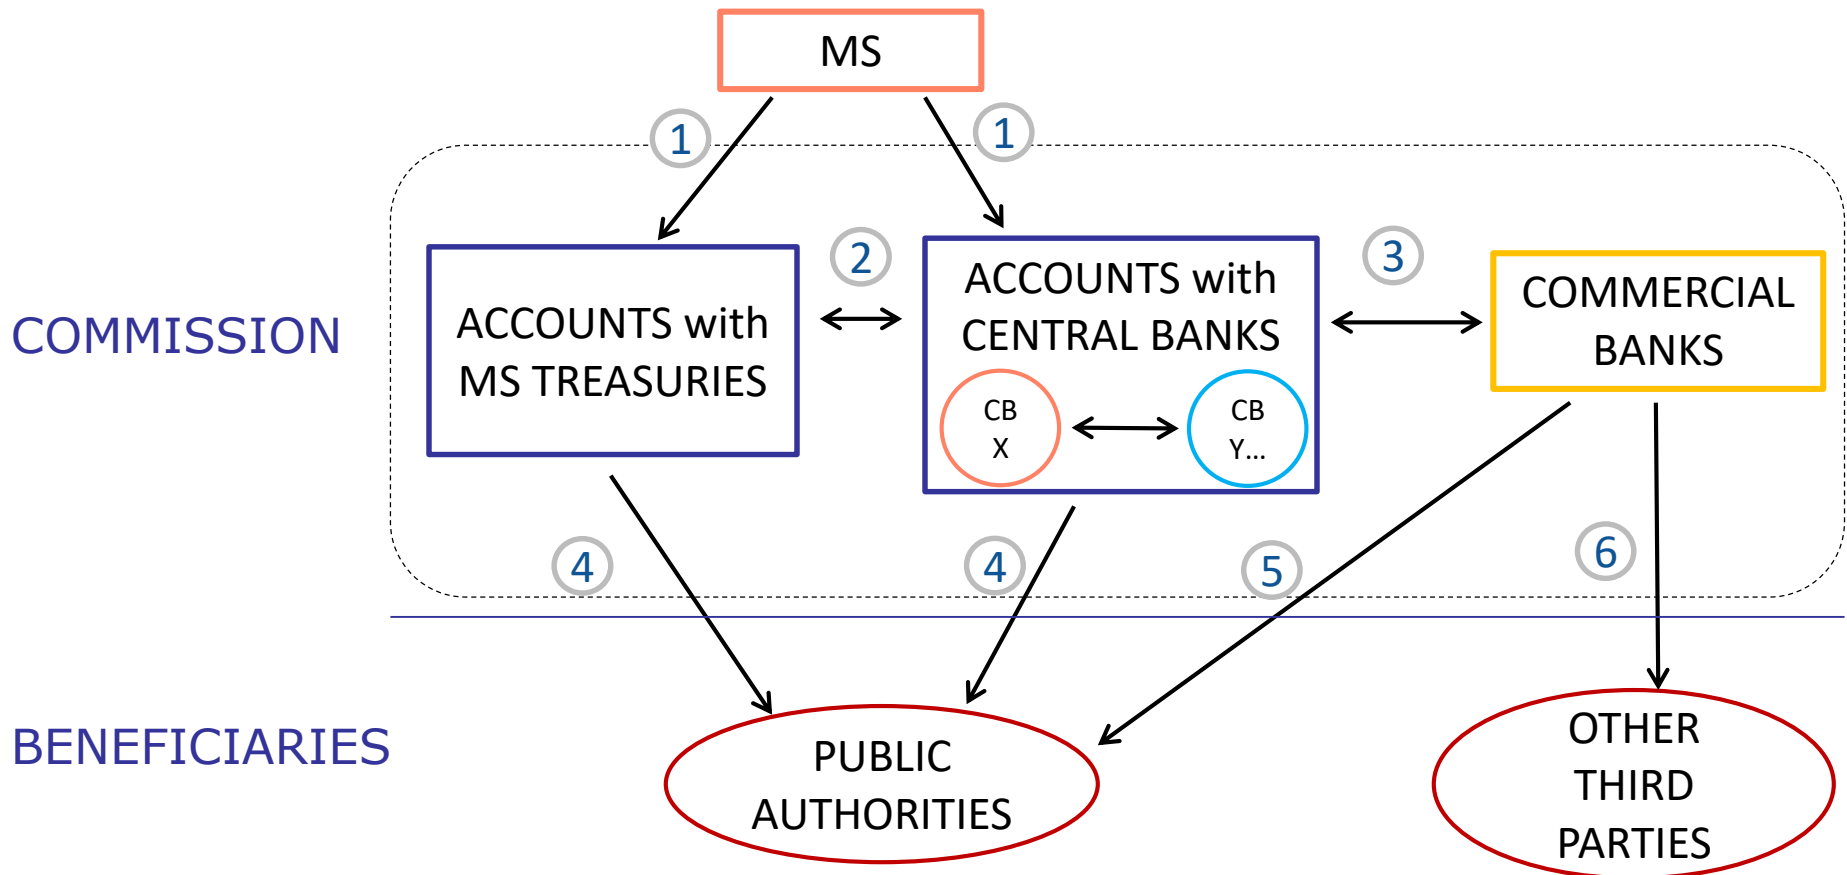 MS
1
1
COMMISSION
ACCOUNTS with
MS TREASURIES
2
ACCOUNTS with
CENTRAL BANKS
CB
X
CB
Y...
3
COMMERCIAL
BANKS
4
4
5
6
BENEFICIARIES
PUBLIC
AUTHORITIES
OTHER
THIRD
PARTIES